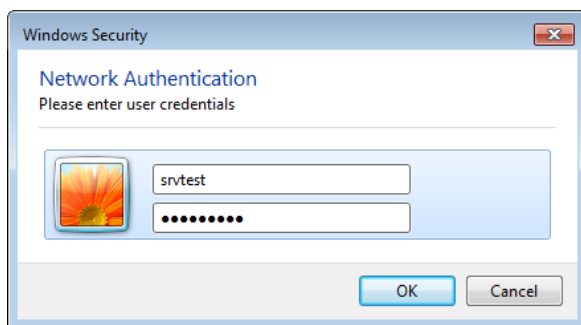 Windows Security
Network Authentication
Please enter user credentials
srvtest
●●●●●●●●●
OK Cancel